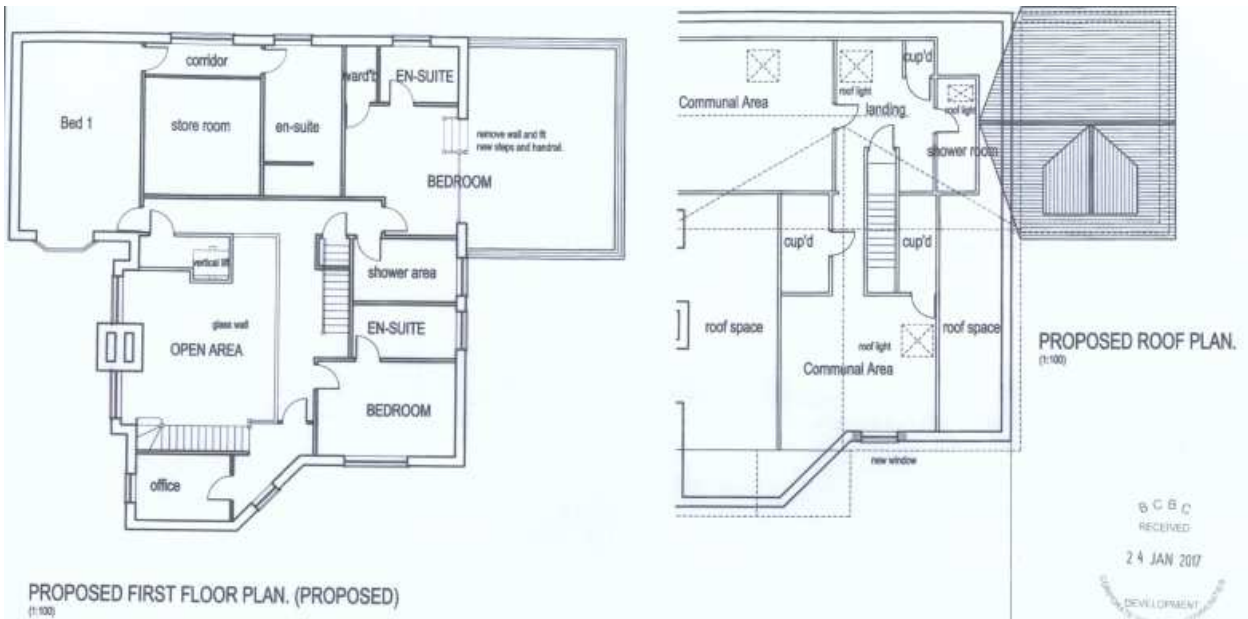 corridor
Bed 1
store room
en-suite
ward'b
EN-SUITE
remove wall and fit
new steps and handrail.
BEDROOM
vertical lift
shower area
glass wall
OPEN AREA
EN-SUITE
BEDROOM
office
PROPOSED FIRST FLOOR PLAN. (PROPOSED)
(1:100)
Communal Area
roof light
cup'd
landing
roof light
shower room
cup'd
cup'd
roof space
roof light
Communal Area
roof space
new window
PROPOSED ROOF PLAN.
(1:100)
BCBC
RECEIVED
24 JAN 2017
DEVELOPMENT